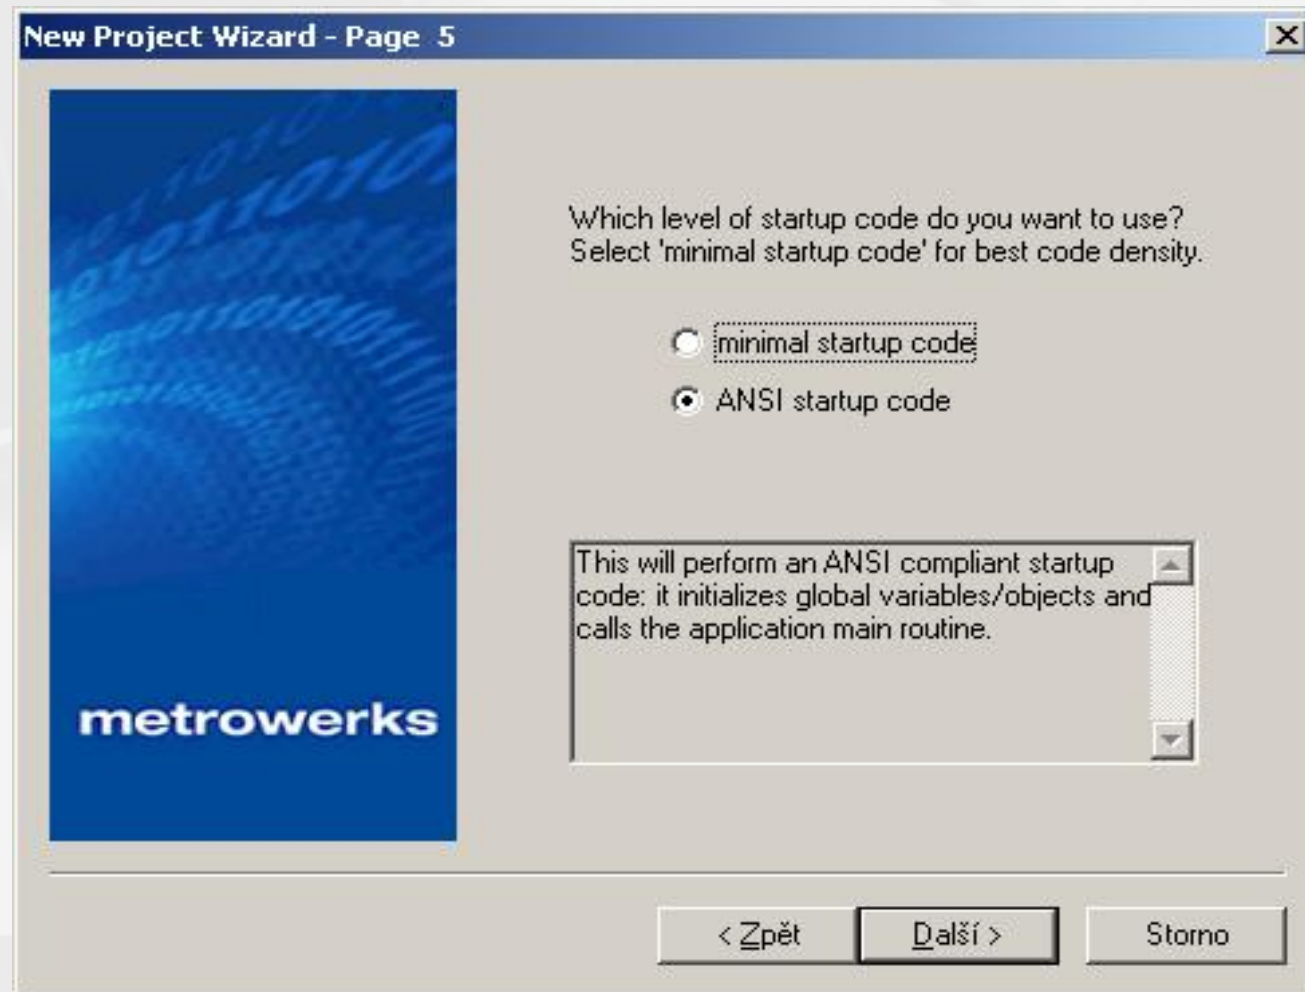 New Project Wizard - Page 5
metrowerks
Which level of startup code do you want to use?
Select 'minimal startup code' for best code density.
minimal startup code
ANSI startup code
This will perform an ANSI compliant startup
code: it initializes global variables/objects and
calls the application main routine.
< Zpět
Další >
Storno